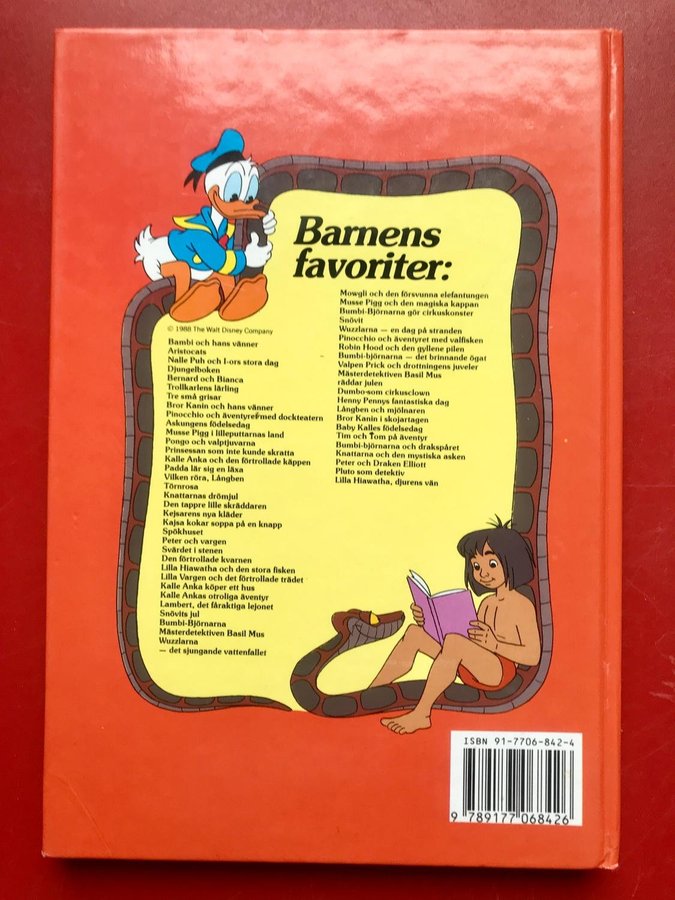 Barnens
favoriter:
© 1988 The Walt Disney Company
Bambi och hans vänner
Aristocats
Nalle Puh och I-ors stora dag
Djungelboken
Bernard och Bianca
Trollkarlens lärling
Tre små grisar
Bror Kanin och hans vänner
Pinocchio och äventyret med dockteatern
Askungens födelsedag
Musse Pigg i lilleputtarnas land
Pongo och valptjuvarna
Prinsessan som inte kunde skratta
Kalle Anka och den förtrollade käppen
Padda lär sig en läxa
Vilken röra, Långben
Törnrosa
Knattarnas drömjul
Den tappre lille skräddaren
Kejsarens nya kläder
Kajsa kokar soppa på en knapp
Spökhuset
Peter och vargen
Svärdet i stenen
Den förtrollade kvarnen
Lilla Hiawatha och den stora fisken
Lilla Vargen och det förtrollade trädet
Kalle Anka köper ett hus
Kalle Ankas otroliga äventyr
Lambert, det fåraktiga lejonet
Snövits jul
Bumbi-Björnarna
Mästerdetektiven Basil Mus
Wuzzlarna
— det sjungande vattenfallet
Mowgli och den försvunna elefantungen
Musse Pigg och den magiska kappan
Bumbi-Björnarna gör cirkuskonster
Snövit
Wuzzlarna — en dag på stranden
Pinocchio och äventyret med valfisken
Robin Hood och den gyllene pilen
Bumbi-björnarna — det brinnande ögat
Valpen Prick och drottningens juveler
Mästerdetektiven Basil Mus
räddar julen
Dumbo som cirkusclown
Henny Pennys fantastiska dag
Långben och mjölnaren
Bror Kanin i skojartagen
Baby Kalles födelsedag
Tim och Tom på äventyr
Bumbi-björnarna och drakspåret
Knattarna och den mystiska asken
Peter och Draken Elliott
Pluto som detektiv
Lilla Hiawatha, djurens vän
ISBN 91-7706-842-4
9 789177 068426